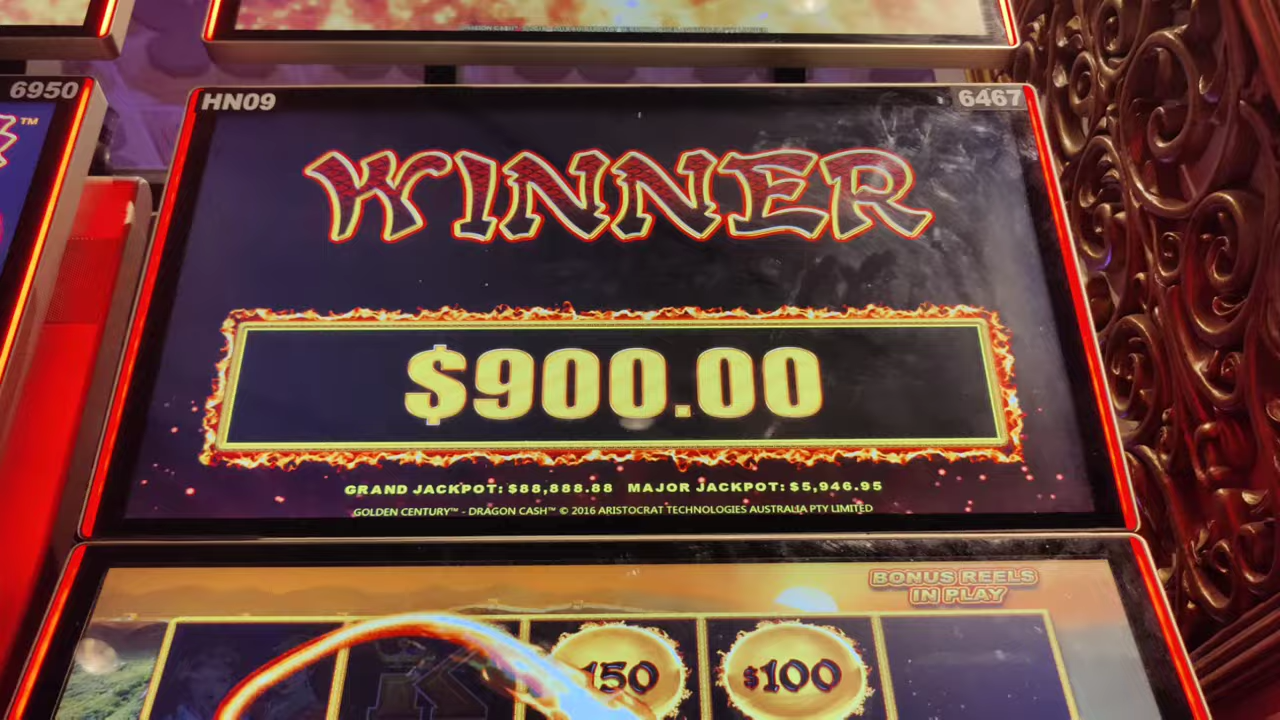 6950
HN09
6467
TM
WINNER
$900.00
GRAND JACKPOT: $88,888.88 MAJOR JACKPOT: $5,946.95
GOLDEN CENTURY™ - DRAGON CASH™ © 2016 ARISTOCRAT TECHNOLOGIES AUSTRALIA PTY LIMITED
BONUS REELS
IN PLAY
$100